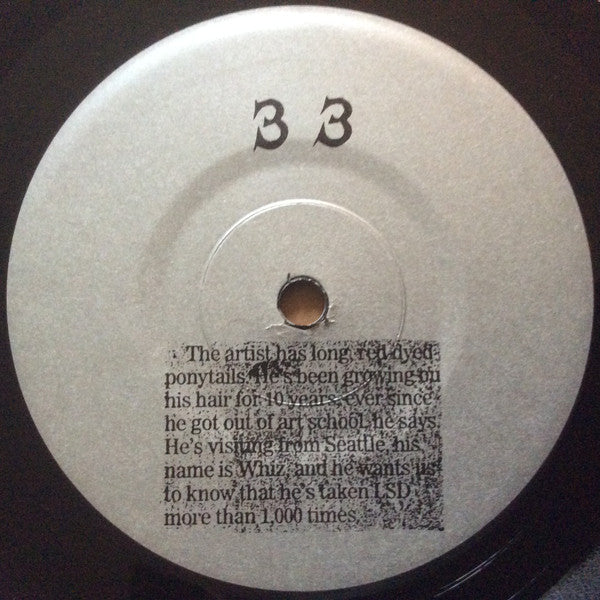 33
The artist has long, red-dyed
ponytails. He's been growing on
his hair for 10 years, ever since
he got out of art school, he says.
He's visiting from Seattle, his
name is Whiz, and he wants us
to know that he's taken LSD
more than 1,000 times.